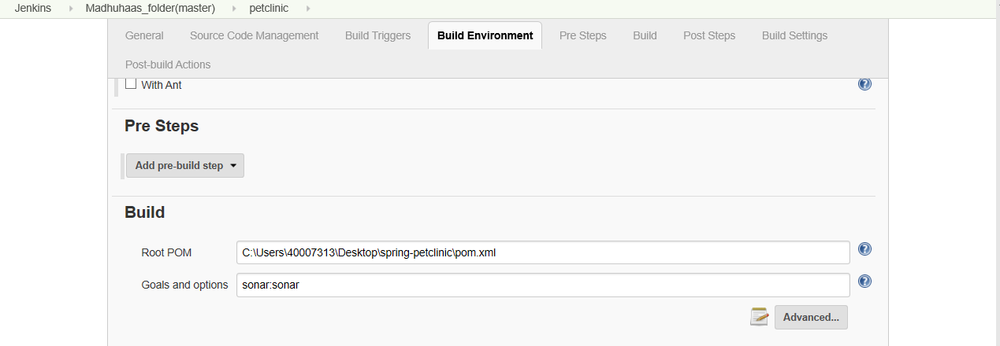 Jenkins Madhuhaas_folder(master) petclinic
General Source Code Management Build Triggers Build Environment Pre Steps Build Post Steps Build Settings
Post-build Actions
With Ant
Pre Steps
Add pre-build step
Build
Root POM C:\Users\40007313\Desktop\spring-petclinic\pom.xml
Goals and options sonar:sonar
Advanced...